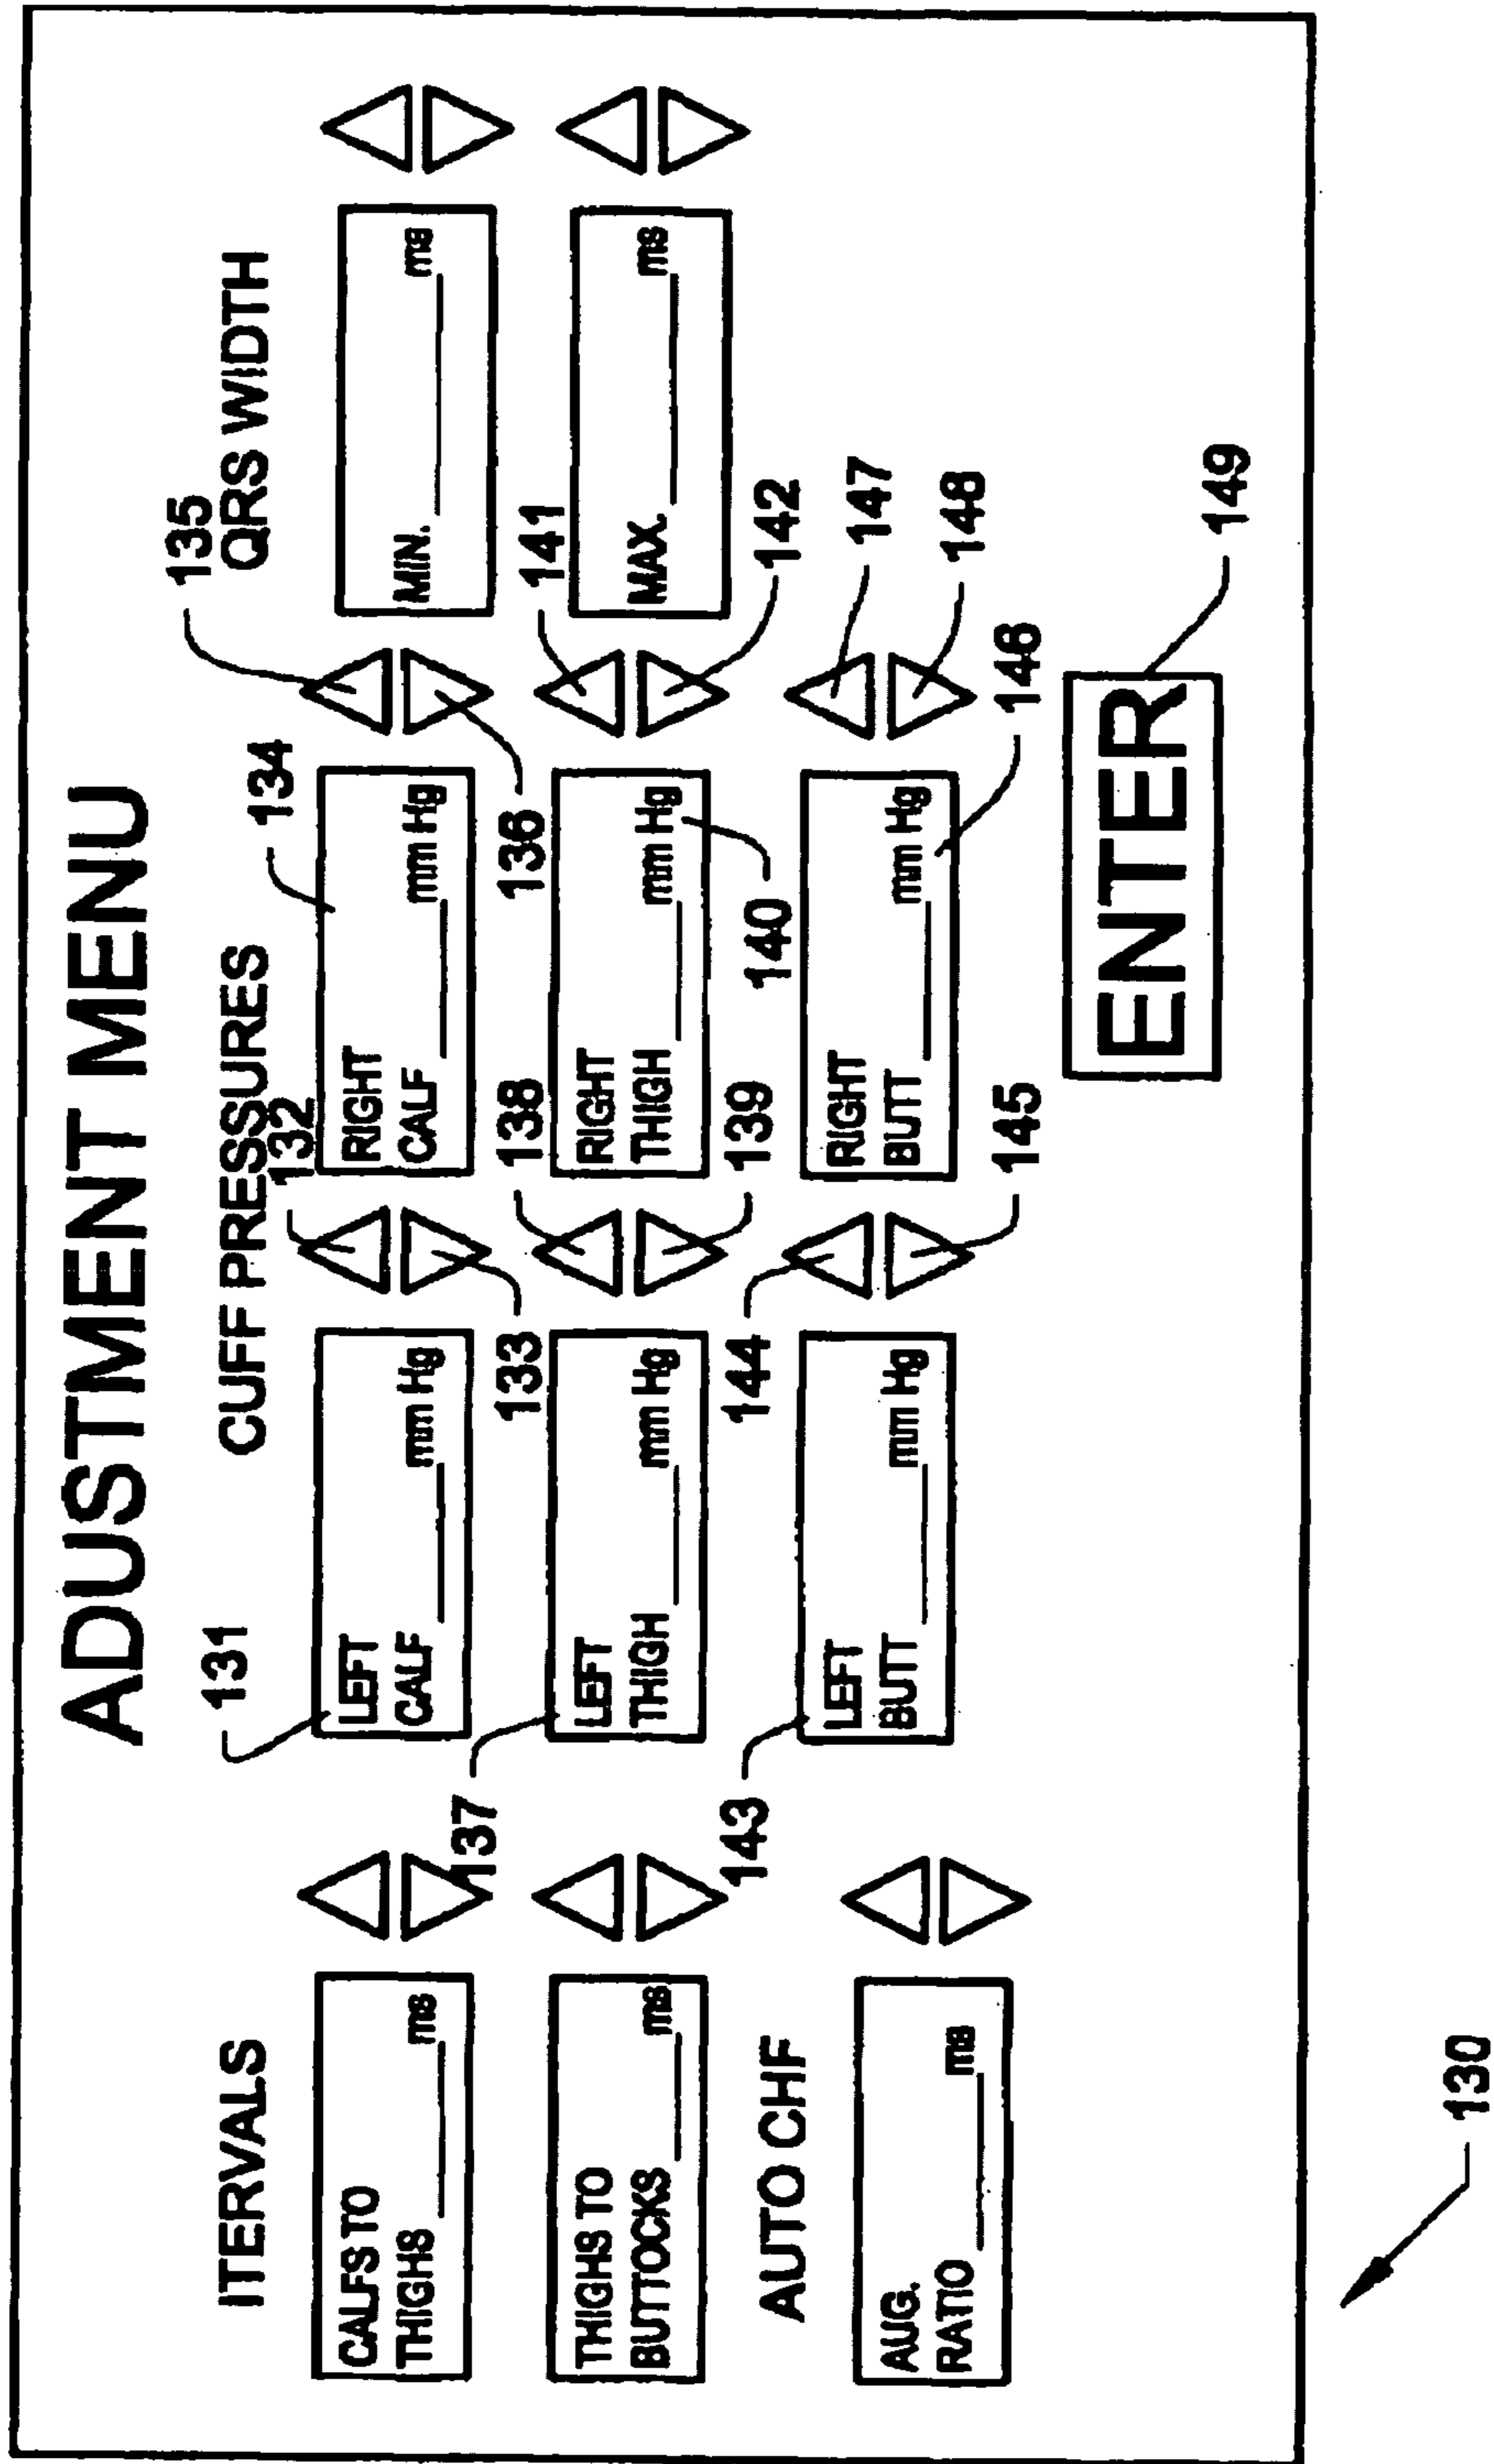 ADUSTMENT MENU
ITERVALS
CUFF PRESSURES
QRS WIDTH
131
132
134
135
CALFS TO
THIGHS ms
LEFT
CALF mm Hg
RIGHT
CALF mm Hg
MIN. ms
137
133
138
136
141
THIGHS TO
BUTTOCKS ms
LEFT
THIGH mm Hg
RIGHT
THIGH mm Hg
MAX. ms
143
144
139
140
142
AUTO CHF
147
AUG.
RATIO ms
LEFT
BUTT mm Hg
RIGHT
BUTT mm Hg
148
145
146
ENTER
149
130